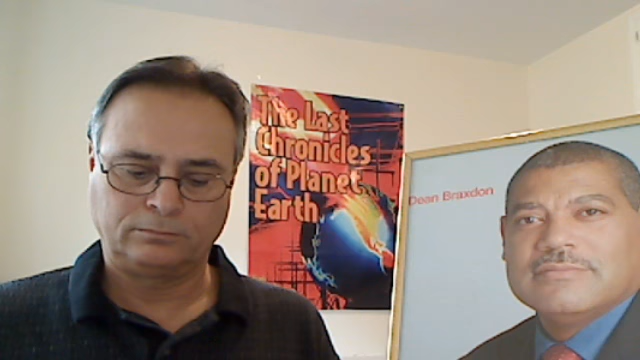 The Last
Chronicles
of Planet
Earth
Dean Braxdon